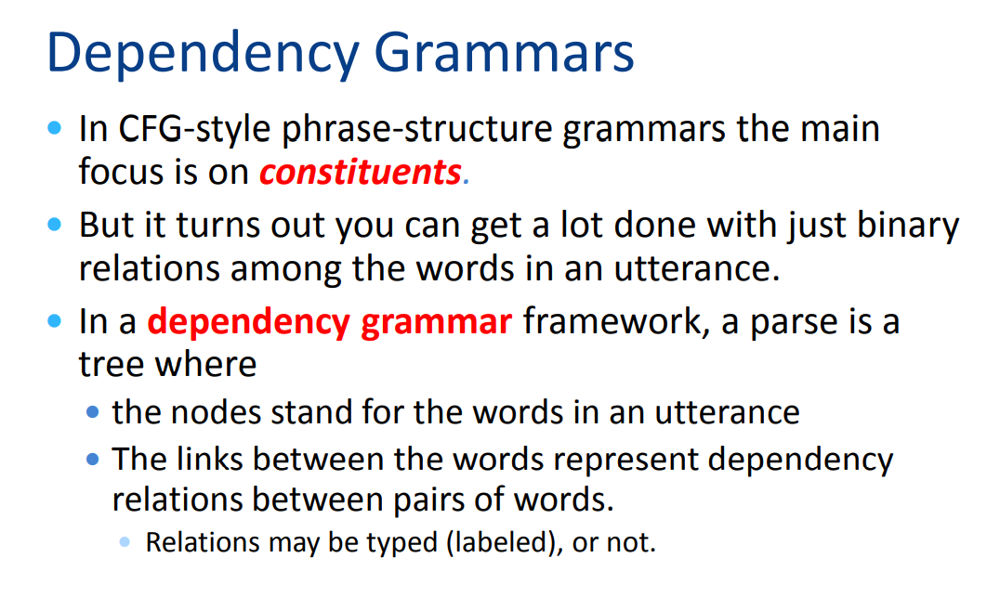 Dependency Grammars
• In CFG-style phrase-structure grammars the main
focus is on constituents.
• But it turns out you can get a lot done with just binary
relations among the words in an utterance.
• In a dependency grammar framework, a parse is a
tree where
• the nodes stand for the words in an utterance
• The links between the words represent dependency
relations between pairs of words.
• Relations may be typed (labeled), or not.